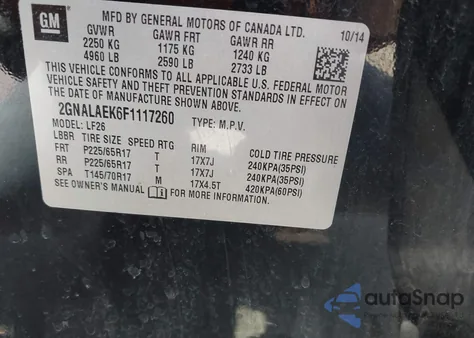 GM
MFD BY GENERAL MOTORS OF CANADA LTD. 10/14
GVWR GAWR FRT GAWR RR
2250 KG 1175 KG 1240 KG
4960 LB 2590 LB 2733 LB
THIS VEHICLE CONFORMS TO ALL APPLICABLE U.S. FEDERAL MOTOR
VEHICLE SAFETY, BUMPER, AND THEFT PREVENTION STANDARDS IN EFFECT ON
THE DATE OF MANUFACTURE SHOWN ABOVE.
2GNALAEK6F1117260 TYPE: M.P.V.
MODEL: LF26
LBBR TIRE SIZE SPEED RTG RIM COLD TIRE PRESSURE
FRT P225/65R17 T 17X7J 240KPA(35PSI)
RR P225/65R17 T 17X7J 240KPA(35PSI)
SPA T145/70R17 M 17X4.5T 420KPA(60PSI)
SEE OWNER'S MANUAL FOR MORE INFORMATION
autoSnap